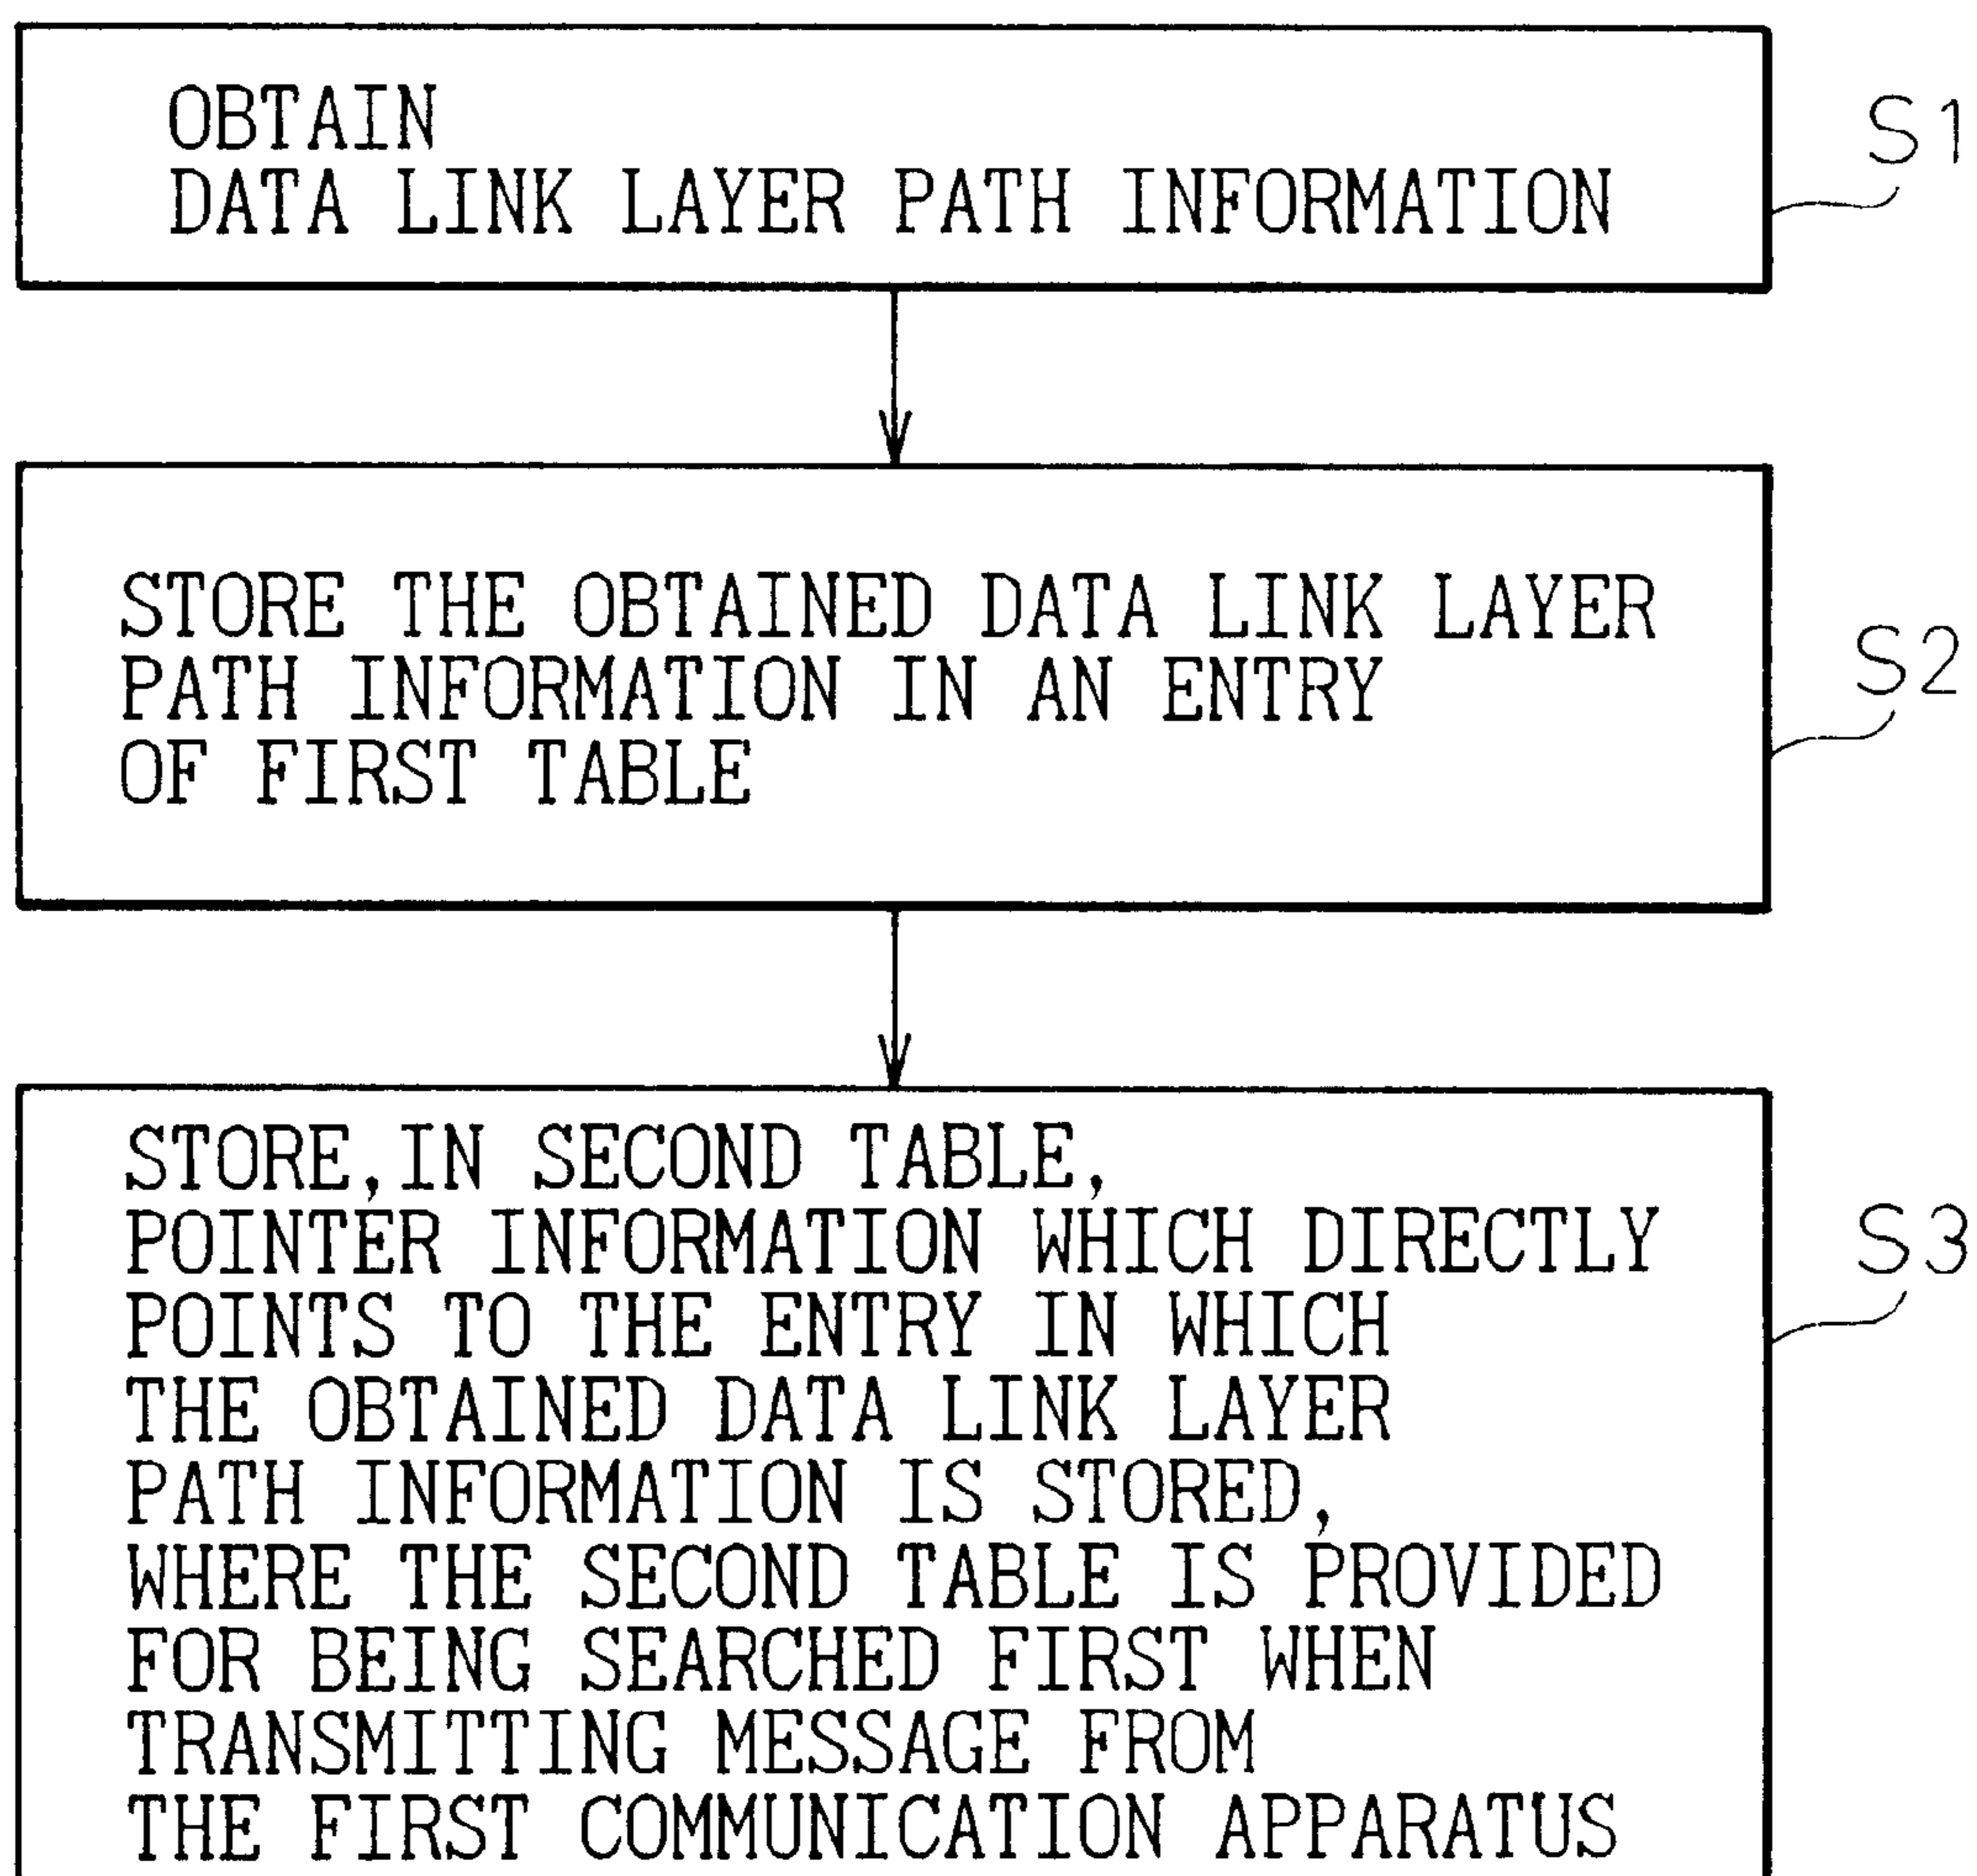 OBTAIN
DATA LINK LAYER PATH INFORMATION
S1
STORE THE OBTAINED DATA LINK LAYER
PATH INFORMATION IN AN ENTRY
OF FIRST TABLE
S2
STORE, IN SECOND TABLE,
POINTER INFORMATION WHICH DIRECTLY
POINTS TO THE ENTRY IN WHICH
THE OBTAINED DATA LINK LAYER
PATH INFORMATION IS STORED,
WHERE THE SECOND TABLE IS PROVIDED
FOR BEING SEARCHED FIRST WHEN
TRANSMITTING MESSAGE FROM
THE FIRST COMMUNICATION APPARATUS
S3